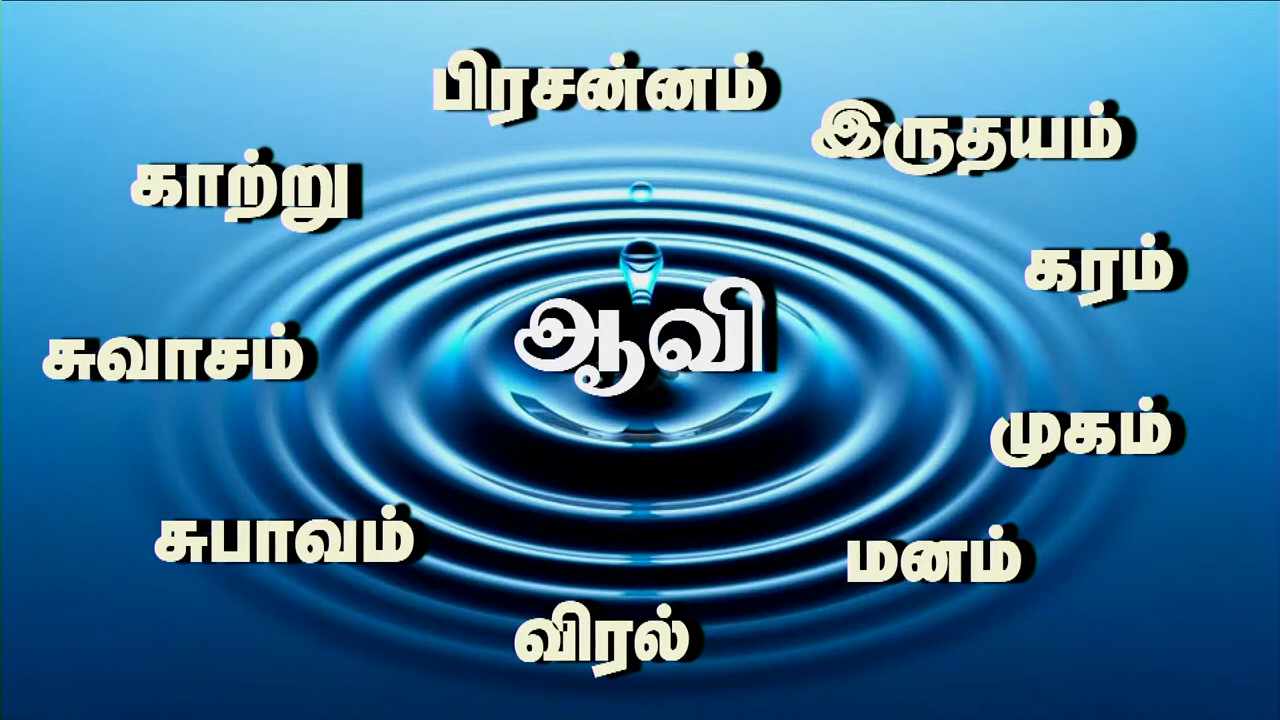 பிரசன்னம்
இருதயம்
காற்று
கரம்
ஆவி
சுவாசம்
முகம்
சுபாவம்
மனம்
விரல்